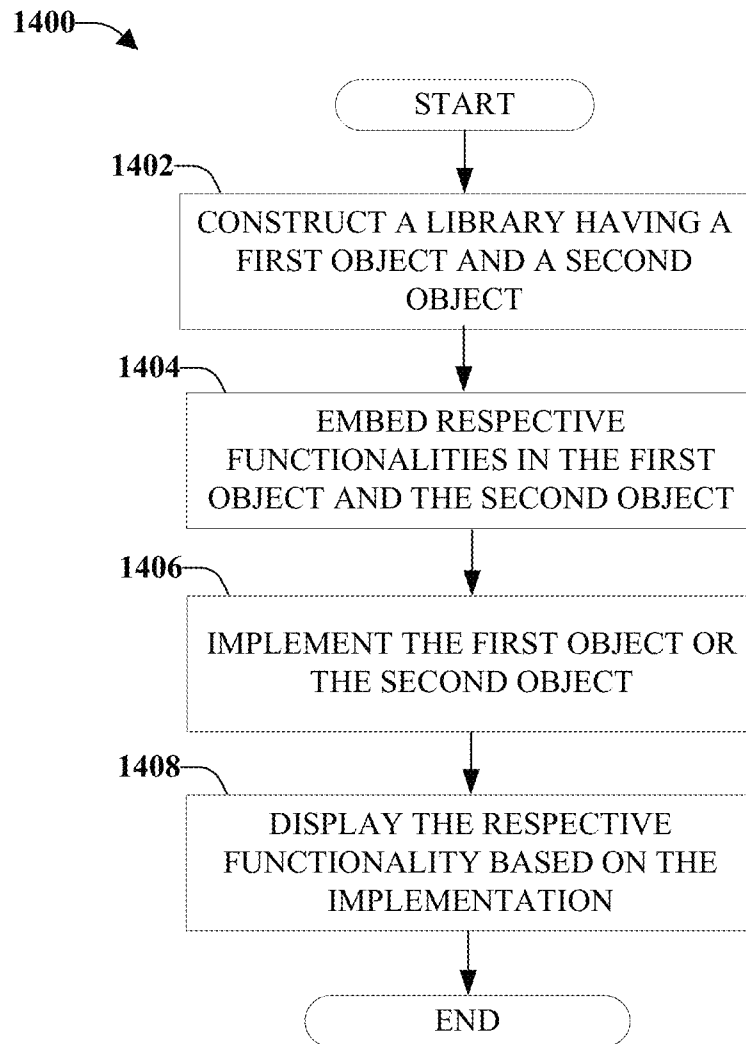 1400
START
1402
CONSTRUCT A LIBRARY HAVING A
FIRST OBJECT AND A SECOND
OBJECT
1404
EMBED RESPECTIVE
FUNCTIONALITIES IN THE FIRST
OBJECT AND THE SECOND OBJECT
1406
IMPLEMENT THE FIRST OBJECT OR
THE SECOND OBJECT
1408
DISPLAY THE RESPECTIVE
FUNCTIONALITY BASED ON THE
IMPLEMENTATION
END